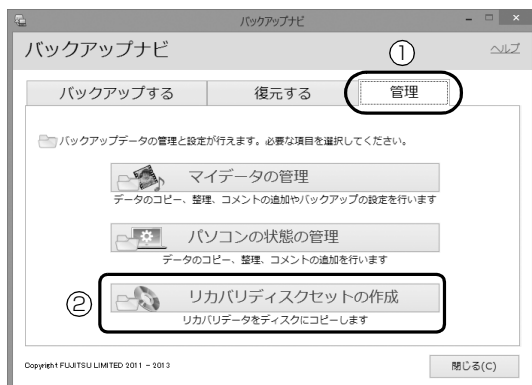 バックアップナビ
バックアップナビ
①
ヘルプ
バックアップする
復元する
管理
バックアップデータの管理と設定が行えます。必要な項目を選択してください。
マイデータの管理
データのコピー、整理、コメントの追加やバックアップの設定を行います
パソコンの状態の管理
データのコピー、整理、コメントの追加を行います
②
リカバリディスクセットの作成
リカバリデータをディスクにコピーします
Copyright FUJITSU LIMITED 2011 - 2013
閉じる(C)